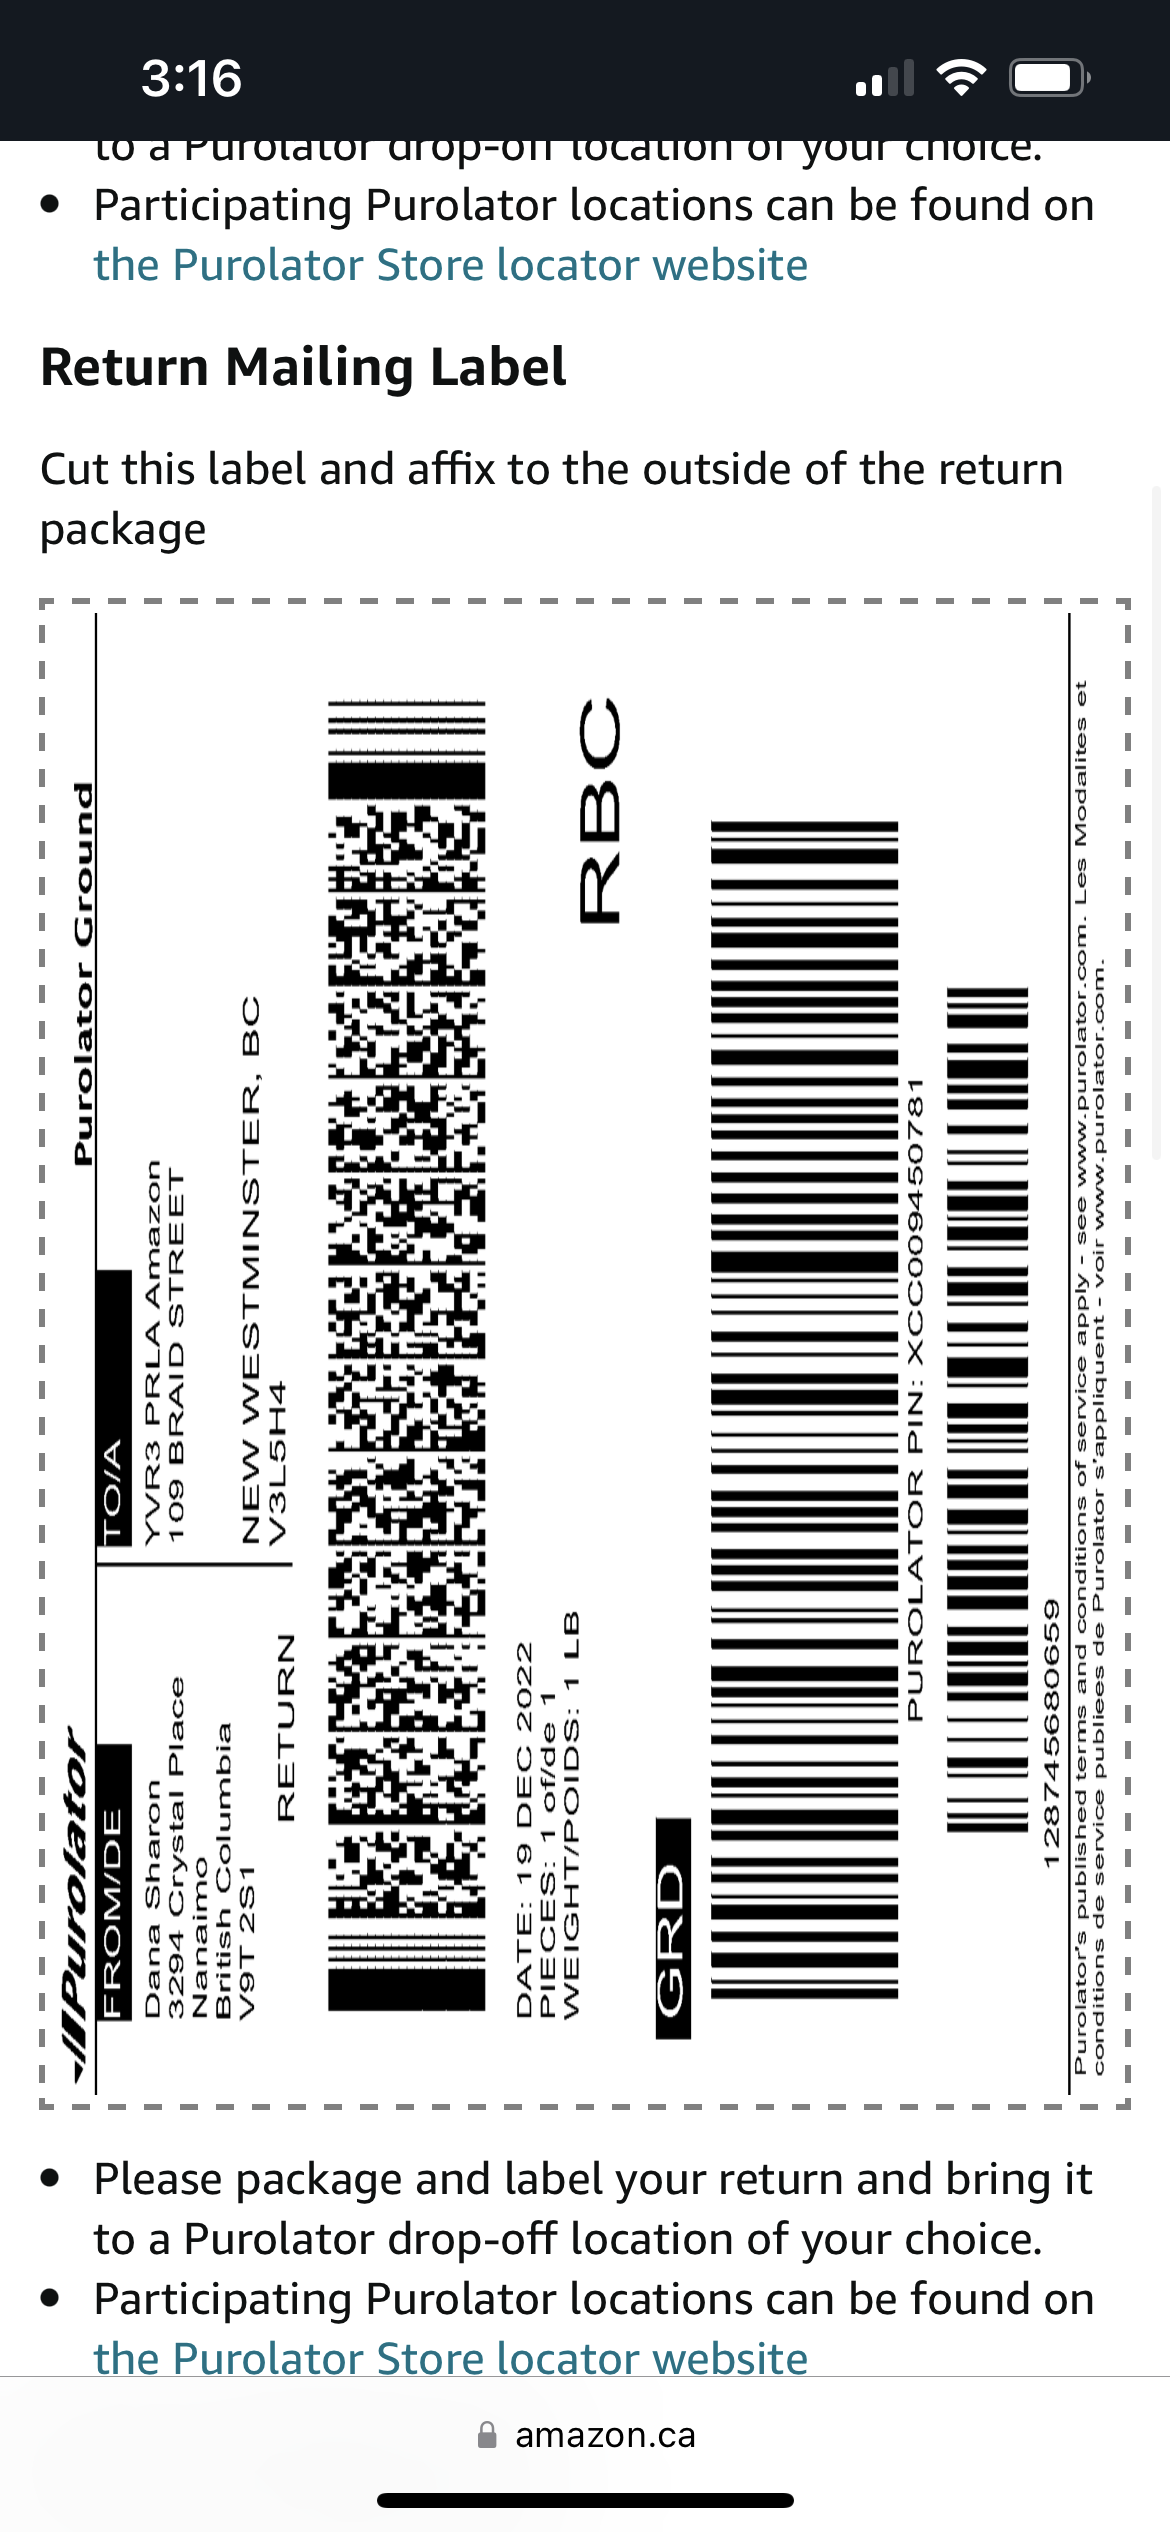 3:16
to a Purolator drop-off location of your choice.
• Participating Purolator locations can be found on
the Purolator Store locator website
Return Mailing Label
Cut this label and affix to the outside of the return
package
Purolator
Purolator Ground
FROM/DE
Dana Sharon
3294 Crystal Place
Nanaimo
British Columbia
V9T 2S1
RETURN
TO/A
YVR3 PRLA Amazon
109 BRAID STREET
NEW WESTMINSTER, BC
V3L5H4
DATE: 19 DEC 2022
PIECES: 1 of/de 1
WEIGHT/POIDS: 1 LB
RBC
GRD
PUROLATOR PIN: XCC009450781
128745680659
Purolator's published terms and conditions of service apply - see www.purolator.com. Les Modalites et
conditions de service publiees de Purolator s'appliquent - voir www.purolator.com.
• Please package and label your return and bring it
to a Purolator drop-off location of your choice.
• Participating Purolator locations can be found on
the Purolator Store locator website
amazon.ca